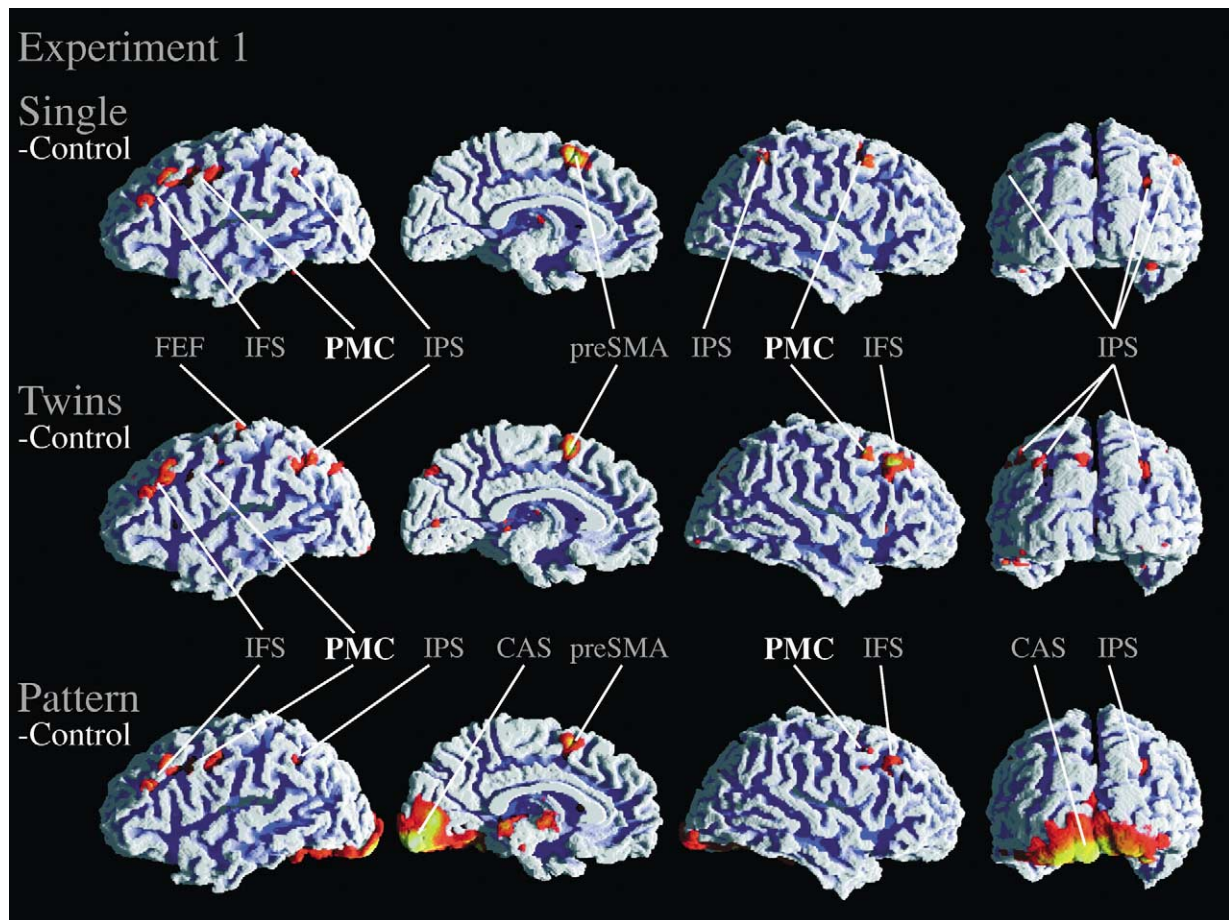 Experiment 1
Single
-Control
FEF IFS PMC IPS preSMA IPS PMC IFS IPS
Twins
-Control
IFS PMC IPS CAS preSMA PMC IFS CAS IPS
Pattern
-Control